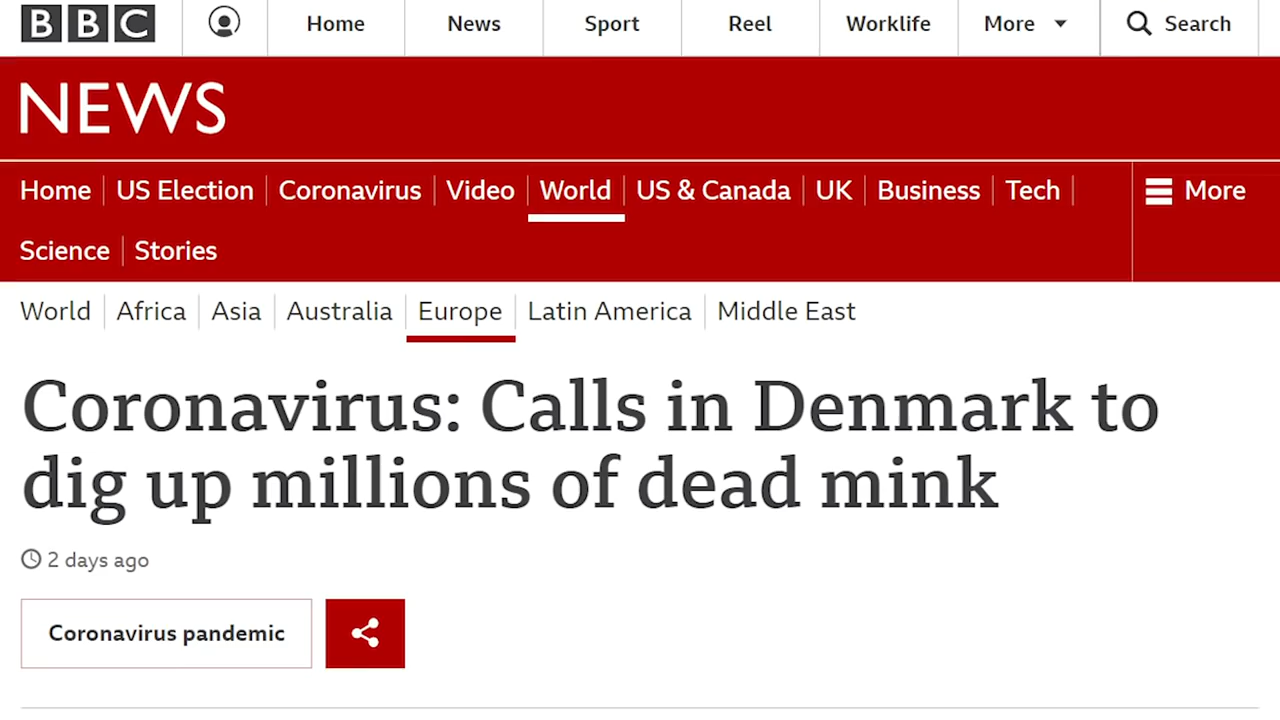 BBC Home News Sport Reel Worklife More Search
NEWS
Home US Election Coronavirus Video World US & Canada UK Business Tech More
Science Stories
World Africa Asia Australia Europe Latin America Middle East
Coronavirus: Calls in Denmark to
dig up millions of dead mink
2 days ago
Coronavirus pandemic